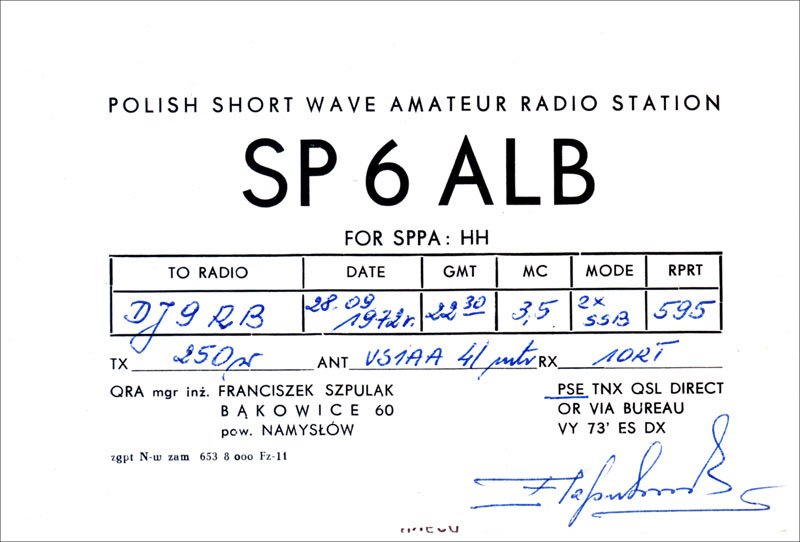 POLISH SHORT WAVE AMATEUR RADIO STATION
SP 6 ALB
FOR SPPA: HH
TO RADIO DATE GMT MC MODE RPRT
DJ9RB 28.09 1972r. 22 30 3,5 2x SSB 595
TX 250w ANT VS1AA 41 mtr RX 10RT
QRA mgr inż. FRANCISZEK SZPULAK PSE TNX QSL DIRECT
BĄKOWICE 60 OR VIA BUREAU
pow. NAMYSŁÓW VY 73' ES DX
zgpt N-w zam 653 8 000 Fz-11